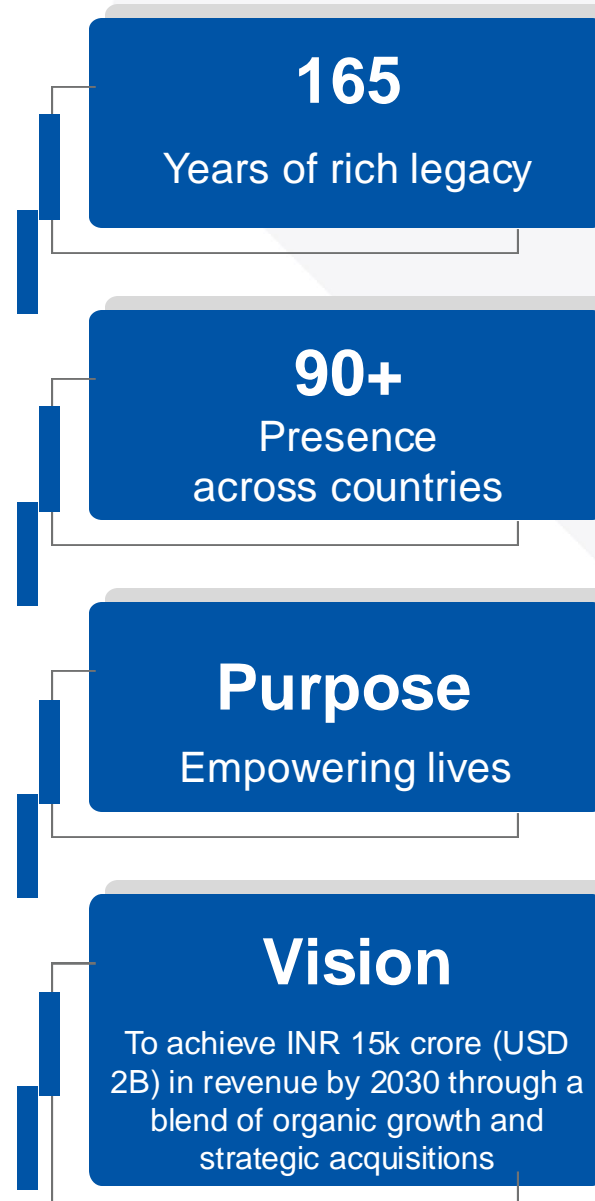 165
Years of rich legacy
90+
Presence
across countries
Purpose
Empowering lives
Vision
To achieve INR 15k crore (USD
2B) in revenue by 2030 through a
blend of organic growth and
strategic acquisitions